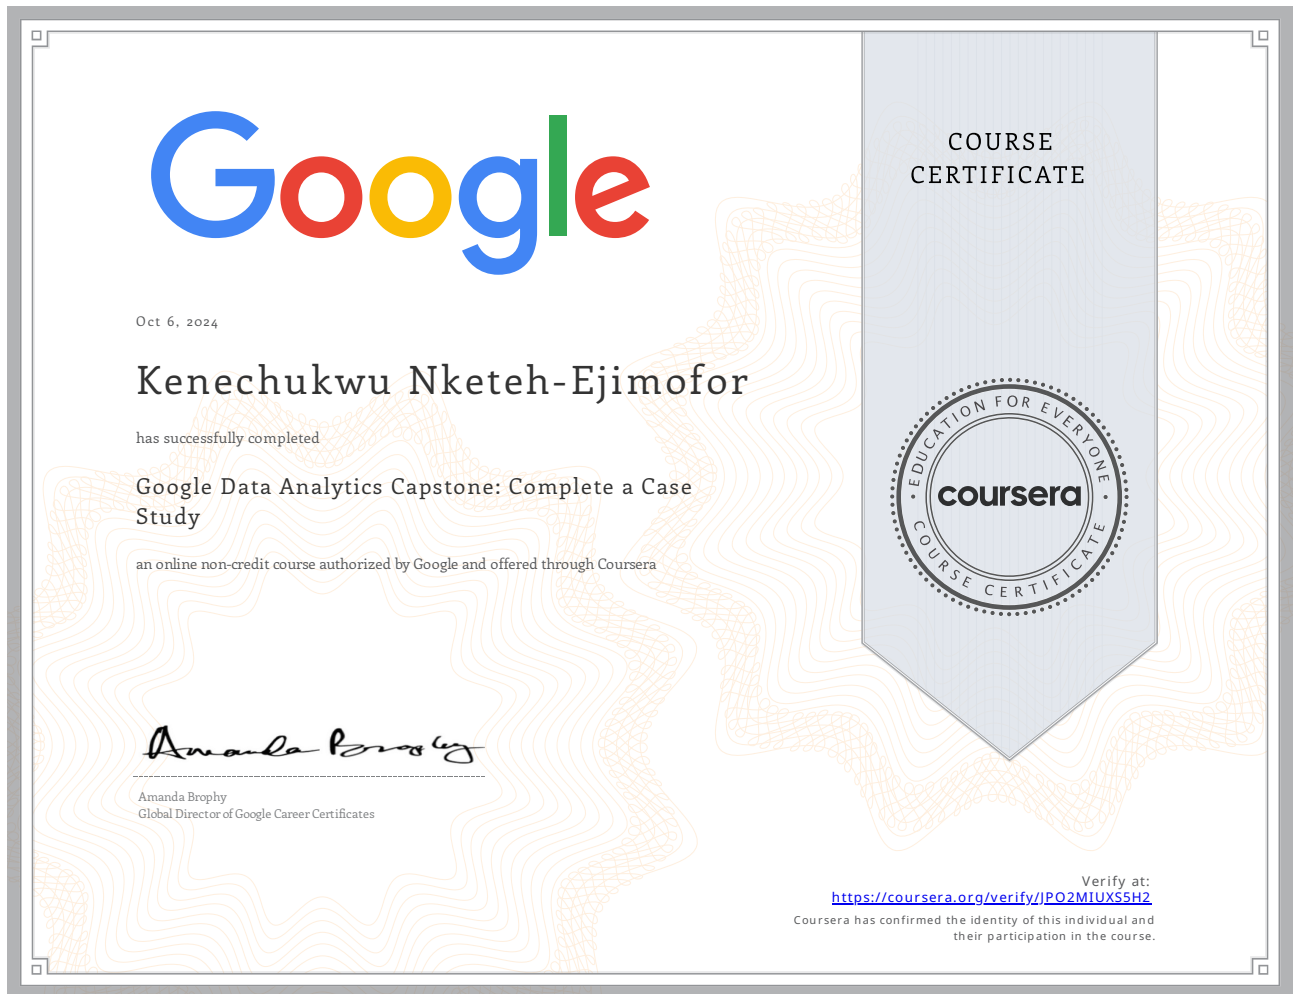 Google
COURSE
CERTIFICATE
Oct 6, 2024
Kenechukwu Nketeh-Ejimofor
has successfully completed
Google Data Analytics Capstone: Complete a Case
Study
an online non-credit course authorized by Google and offered through Coursera
EDUCATION FOR EVERYONE
coursera
COURSE CERTIFICATE
Amanda Brophy
Amanda Brophy
Global Director of Google Career Certificates
Verify at:
https://coursera.org/verify/JPO2MIUXS5H2
Coursera has confirmed the identity of this individual and
their participation in the course.